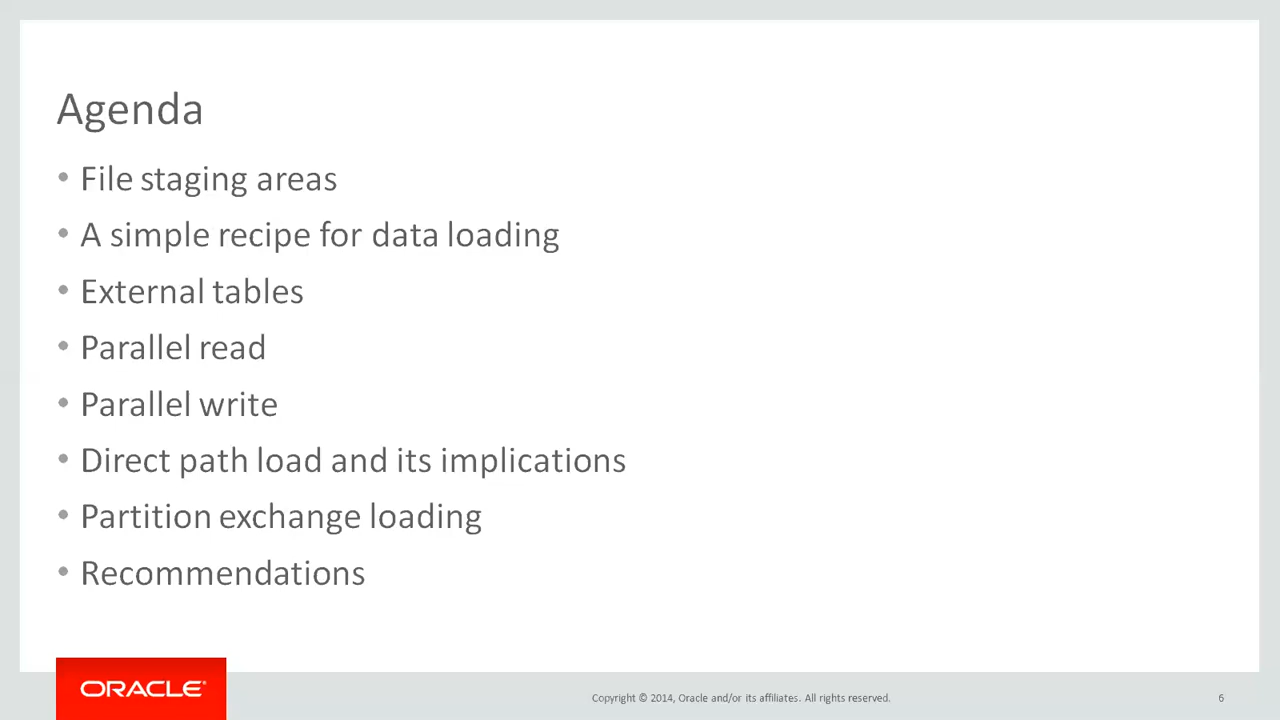 Agenda
• File staging areas
• A simple recipe for data loading
• External tables
• Parallel read
• Parallel write
• Direct path load and its implications
• Partition exchange loading
• Recommendations
ORACLE®
Copyright © 2014, Oracle and/or its affiliates. All rights reserved.
6